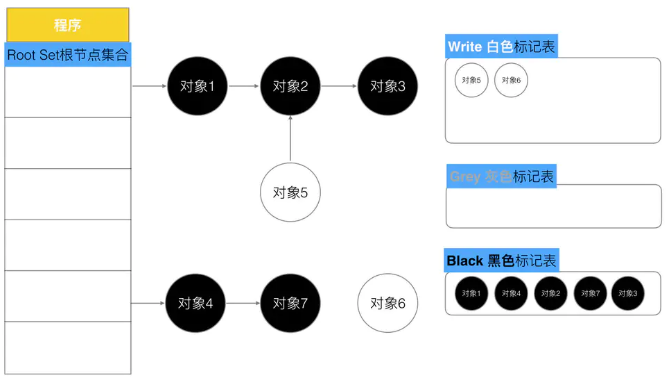 程序
Root Set根节点集合
对象1
对象2
对象3
对象5
对象4
对象7
对象6
Write 白色标记表
对象5
对象6
Grey 灰色标记表
Black 黑色标记表
对象1
对象4
对象2
对象7
对象3